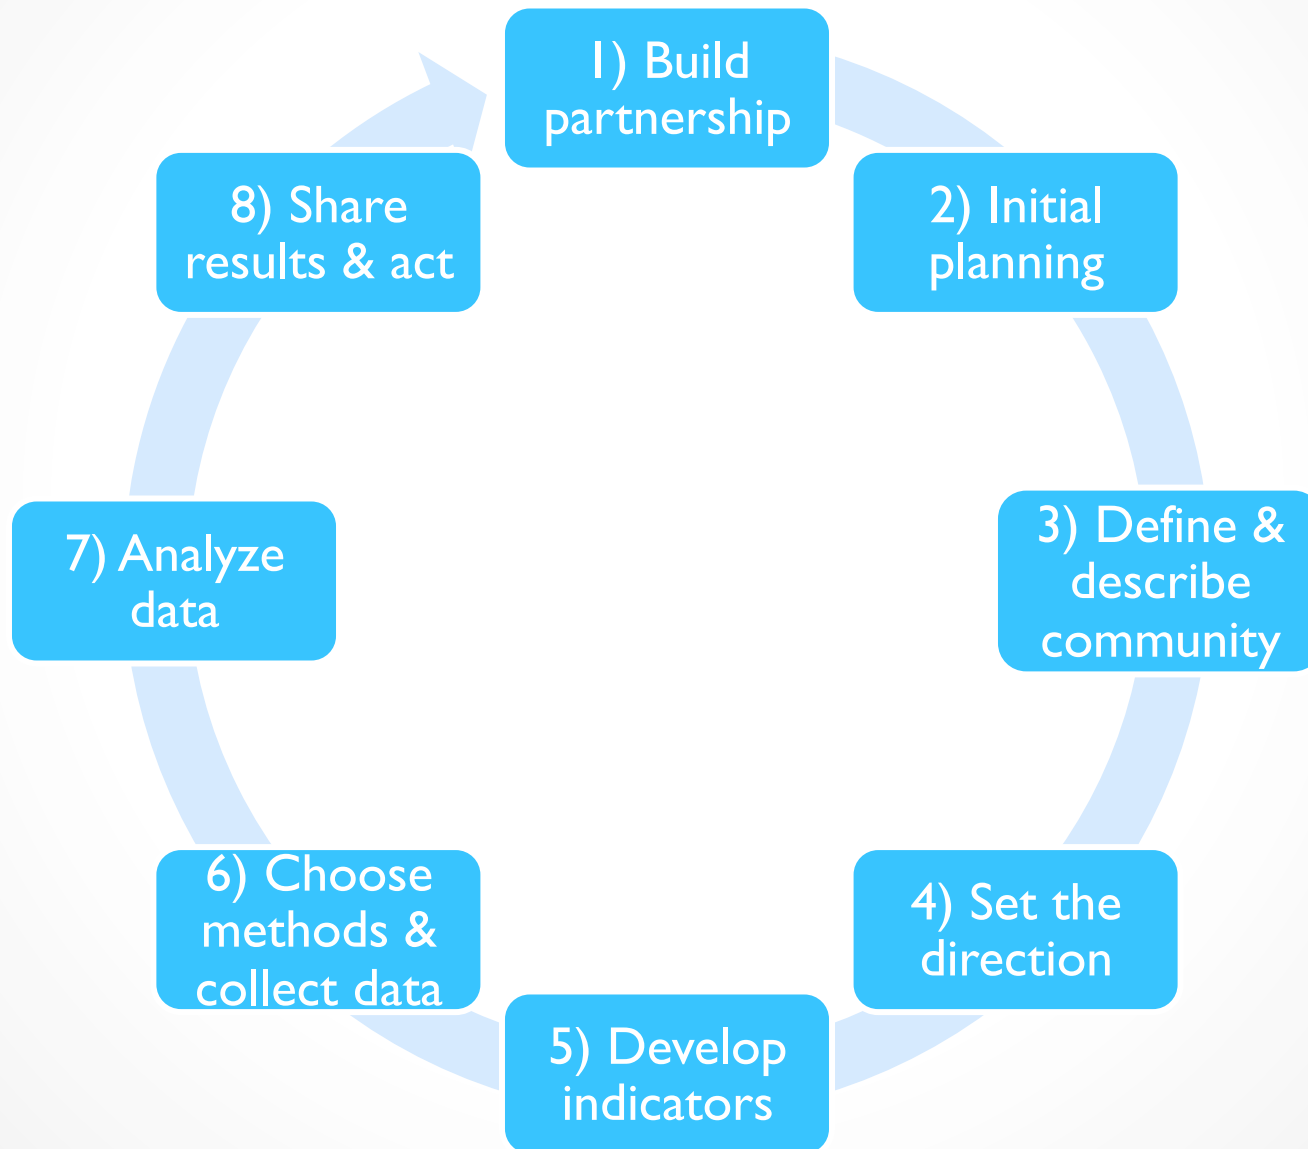 1) Build
partnership
2) Initial
planning
3) Define &
describe
community
4) Set the
direction
5) Develop
indicators
6) Choose
methods &
collect data
7) Analyze
data
8) Share
results & act